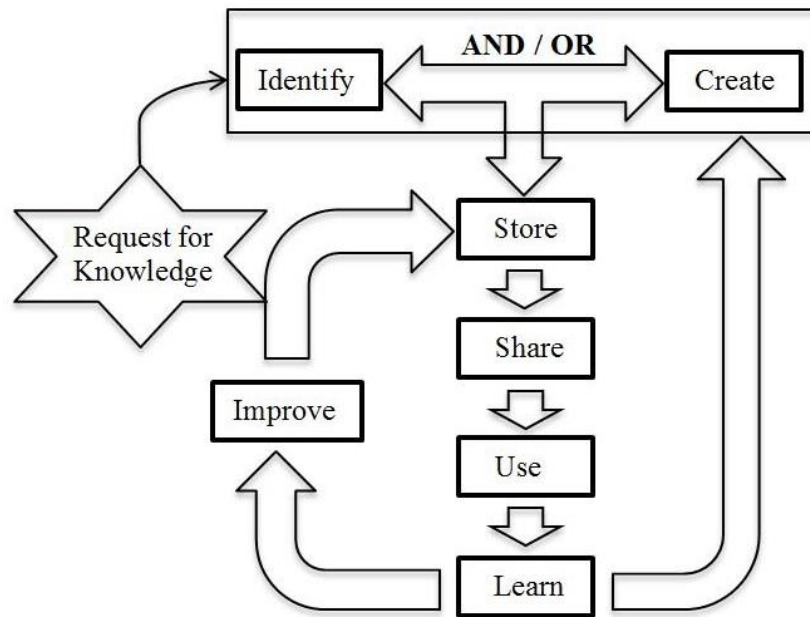 AND / OR
Identify
Create
Request for
Knowledge
Store
Share
Improve
Use
Learn